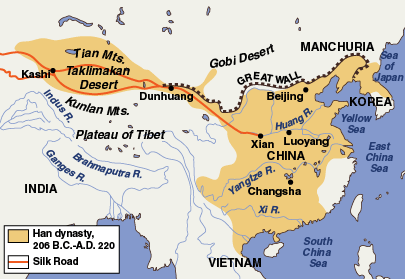 MANCHURIA
Sea
of
Japan
Tian Mts.
Gobi Desert
Kashi
Taklimakan
Desert
GREAT WALL
Dunhuang
Beijing
KOREA
Kunlan Mts.
Indus R.
Huang R.
Yellow
Sea
Plateau of Tibet
Xian
Luoyang
CHINA
East
China
Sea
Brahmaputra R.
Ganges R.
Yangtze R.
Changsha
INDIA
Xi R.
Han dynasty,
206 B.C.-A.D. 220
Silk Road
VIETNAM
South
China
Sea